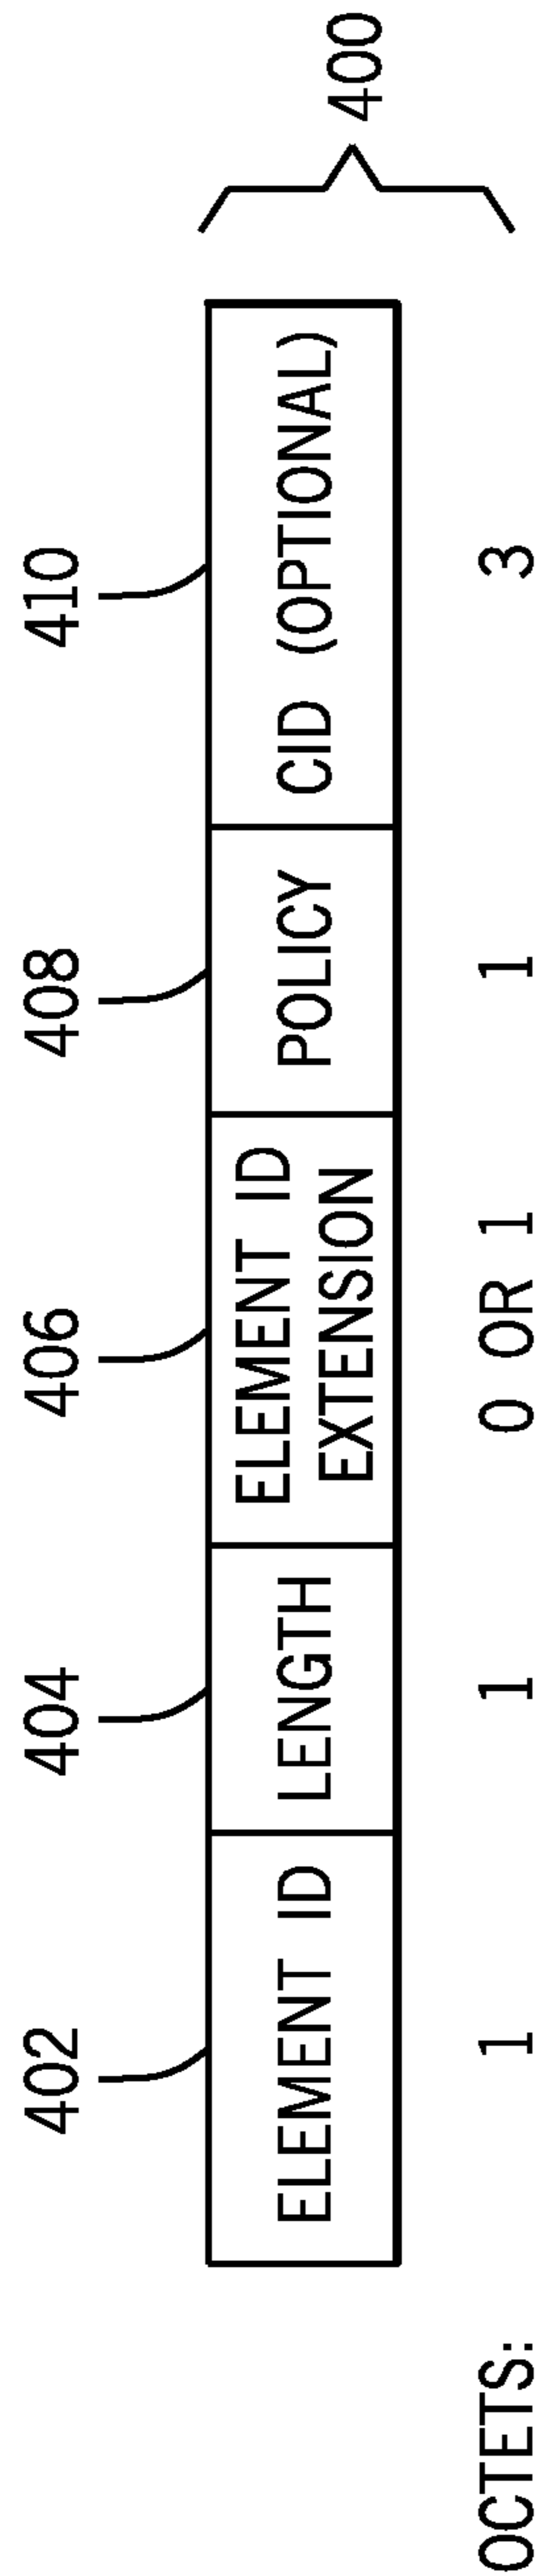 402 404 406 408 410
ELEMENT ID
LENGTH
ELEMENT ID
EXTENSION
POLICY
CID (OPTIONAL)
400
OCTETS: 1 1 0 OR 1 1 3